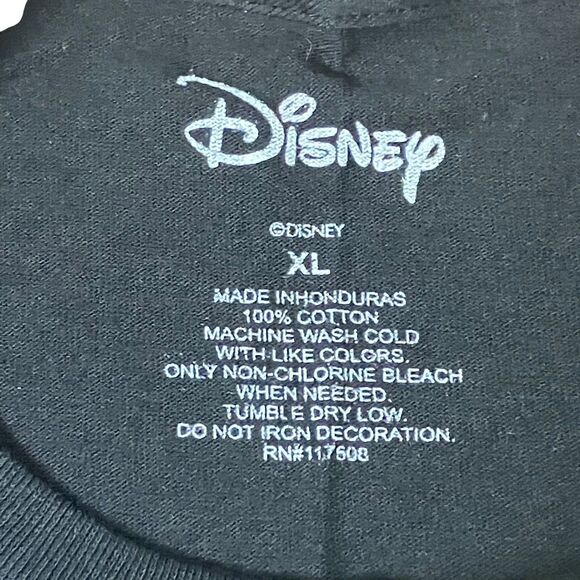 Disney
©DISNEY
XL
MADE INHONDURAS
100% COTTON
MACHINE WASH COLD
WITH LIKE COLORS.
ONLY NON-CHLORINE BLEACH
WHEN NEEDED.
TUMBLE DRY LOW.
DO NOT IRON DECORATION.
RN#117608